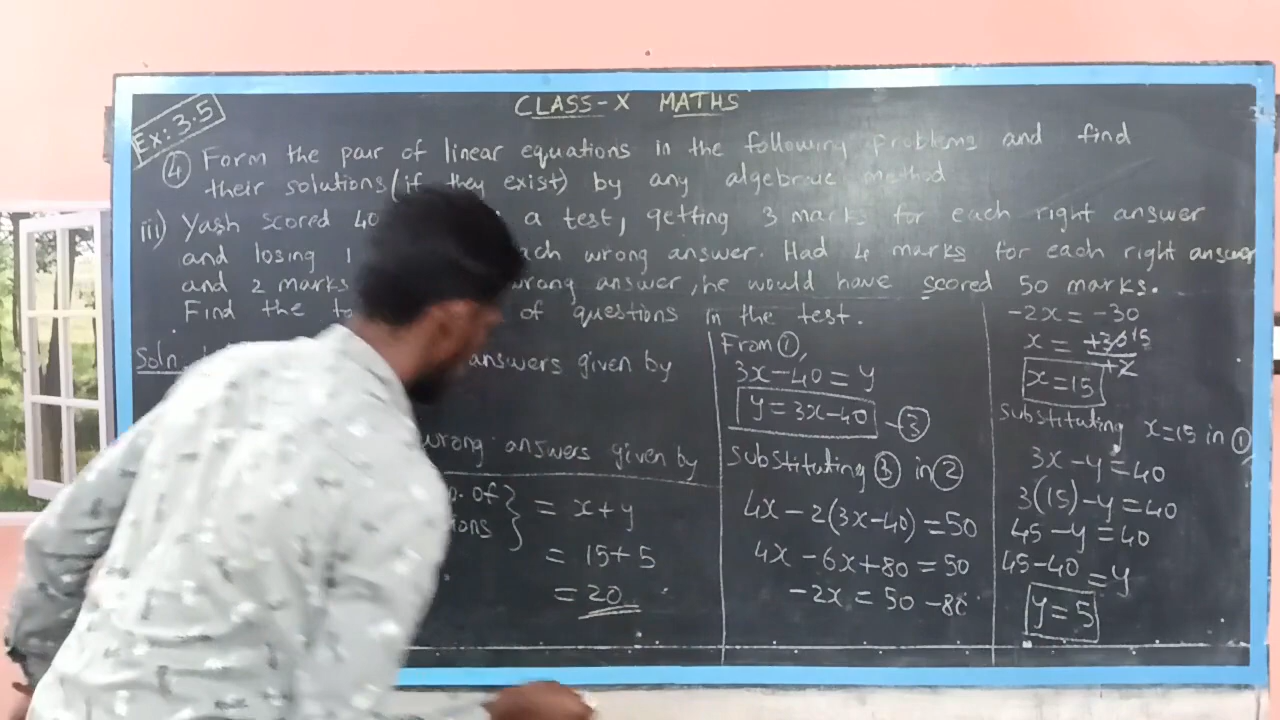 CLASS-X MATHS
Ex: 3.5
④ Form the pair of linear equations in the following problems and find
their solutions (if they exist) by any algebraic method
iii) Yash scored 40 a test, getting 3 marks for each right answer
and losing 1 each wrong answer. Had 4 marks for each right answer
and 2 marks wrong answer, he would have scored 50 marks.
Find the of questions in the test.
Soln. answers given by
wrong answers given by
of } = x+y
= 15+5
= 20
From ①,
3x-40 = y
y = 3x-40 -③
substituting ③ in ②
4x - 2(3x-40) = 50
4x - 6x+80 = 50
-2x = 50 -80
-2x = -30
x = +30 15
+2
x=15
substituting x=15 in ①
3x-y = 40
3(15)-y = 40
45-y = 40
45-40 = y
y = 5